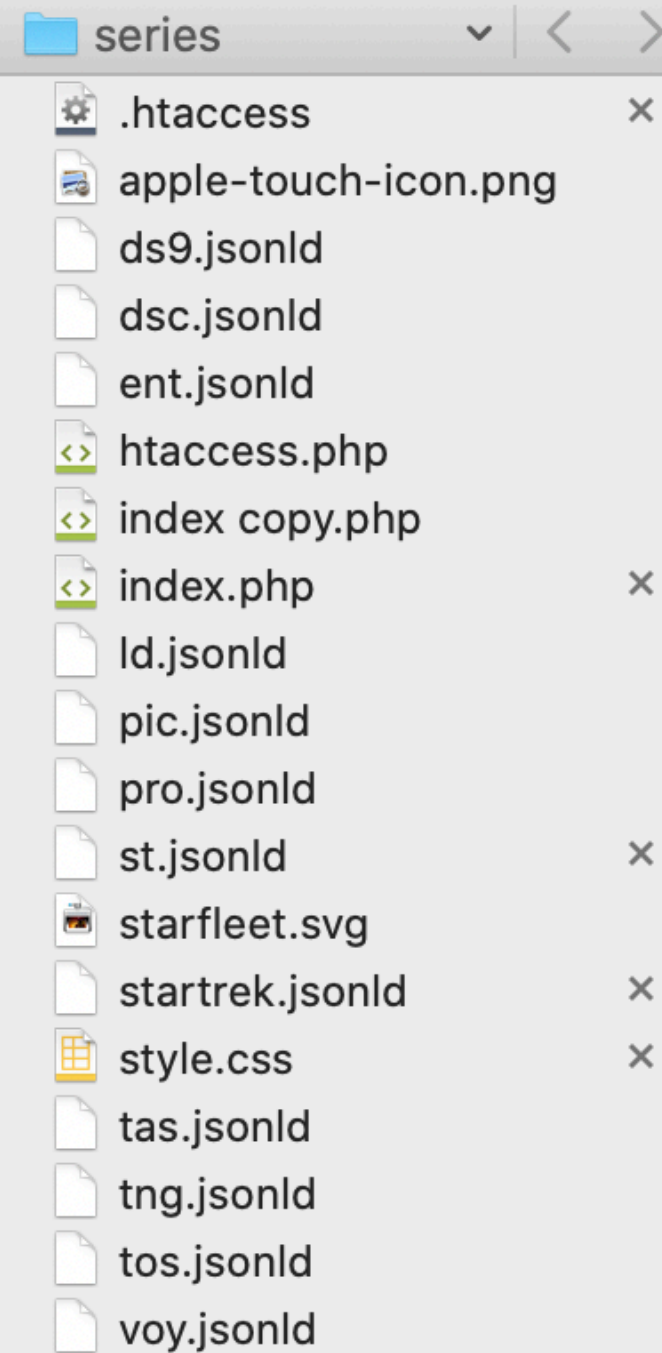 series
.htaccess
apple-touch-icon.png
ds9.jsonld
dsc.jsonld
ent.jsonld
htaccess.php
index copy.php
index.php
ld.jsonld
pic.jsonld
pro.jsonld
st.jsonld
starfleet.svg
startrek.jsonld
style.css
tas.jsonld
tng.jsonld
tos.jsonld
voy.jsonld